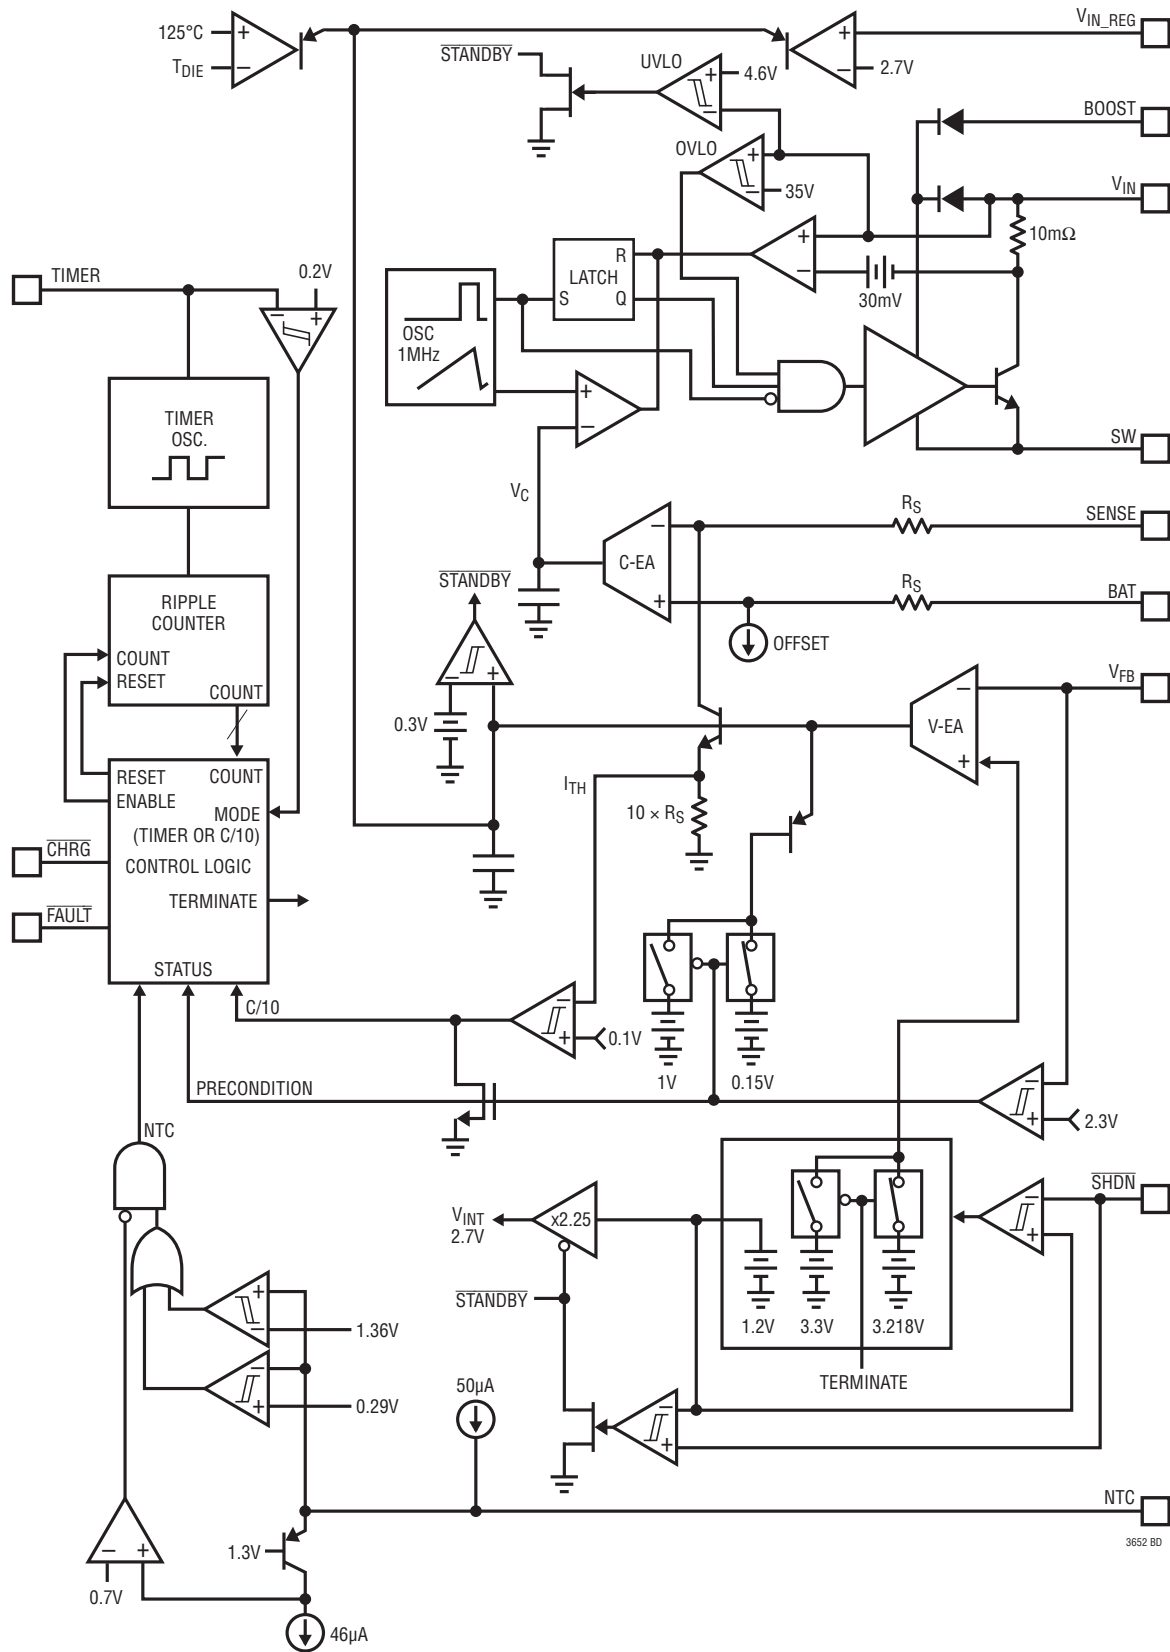 125°C
TDIE
+
−
STANDBY
UVLO
+
−
4.6V
+
−
2.7V
VIN_REG
BOOST
OVLO
+
−
35V
VIN
10mΩ
TIMER
0.2V
−
+
R
LATCH
S
Q
+
−
30mV
OSC
1MHz
+
−
TIMER
OSC.
SW
VC
RS
SENSE
C-EA
−
+
RS
BAT
OFFSET
STANDBY
−
+
0.3V
RIPPLE
COUNTER
COUNT
RESET
COUNT
VFB
V-EA
−
+
RESET
COUNT
ENABLE
MODE
(TIMER OR C/10)
CONTROL LOGIC
TERMINATE
STATUS
CHRG
FAULT
ITH
10 × RS
C/10
−
+
0.1V
1V
0.15V
PRECONDITION
−
+
2.3V
NTC
VINT
2.7V
x2.25
STANDBY
1.2V
3.3V
3.218V
TERMINATE
−
+
SHDN
+
−
1.36V
−
+
0.29V
50µA
−
+
NTC
1.3V
−
+
0.7V
46µA
3652 BD